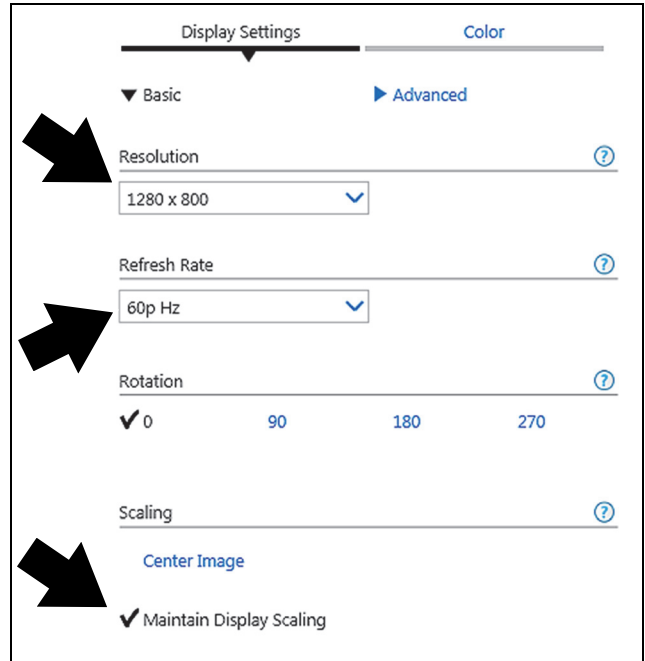 Display Settings Color
Basic Advanced
Resolution ?
1280 x 800
Refresh Rate ?
60p Hz
Rotation ?
0 90 180 270
Scaling ?
Center Image
Maintain Display Scaling